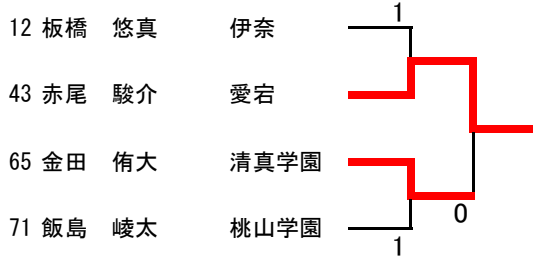 1
12 板橋 悠真 伊奈
43 赤尾 駿介 愛宕
65 金田 侑大 清真学園
0
71 飯島 崚太 桃山学園
1